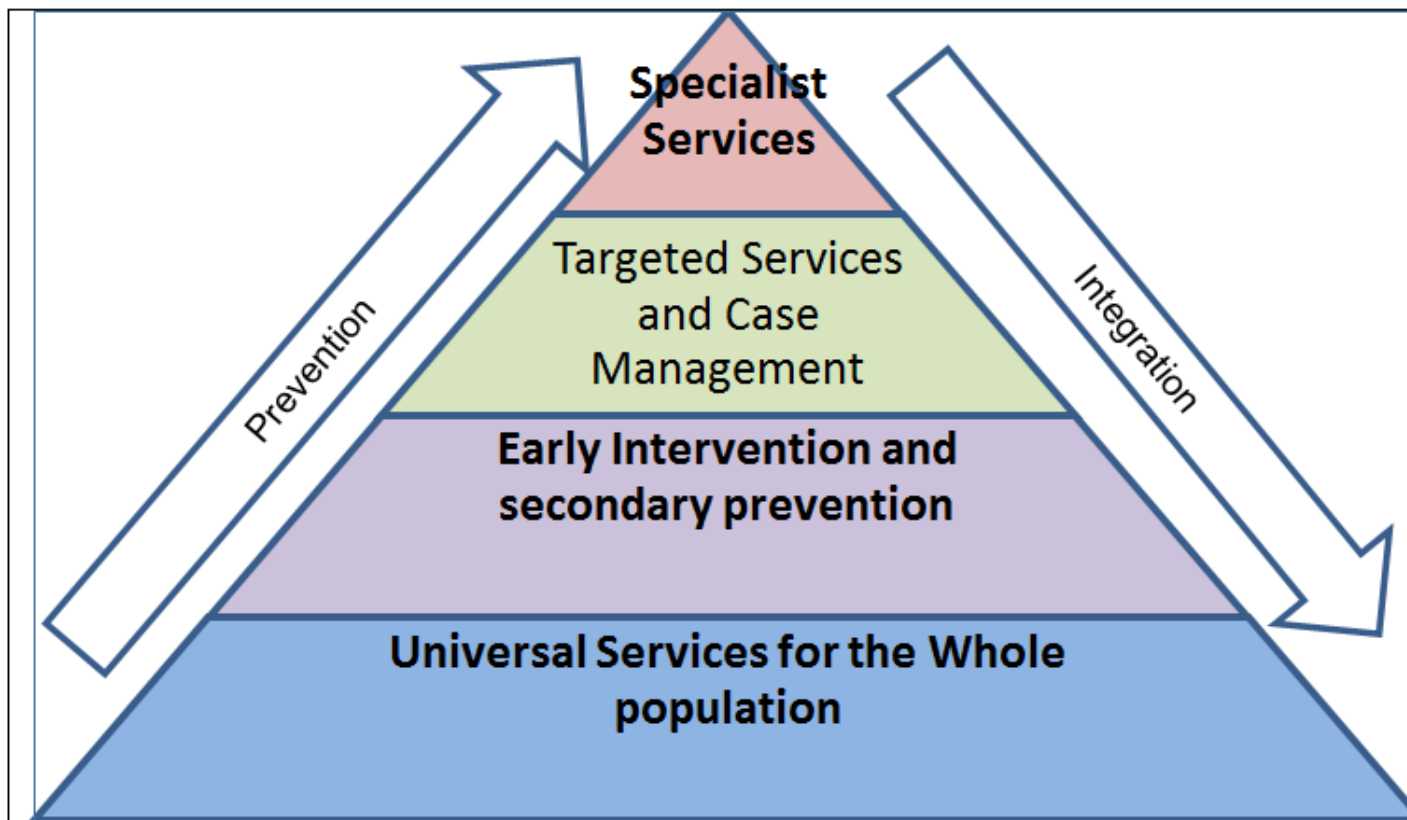 Specialist
Services
Targeted Services
and Case
Management
Early Intervention and
secondary prevention
Universal Services for the Whole
population
Prevention
Integration